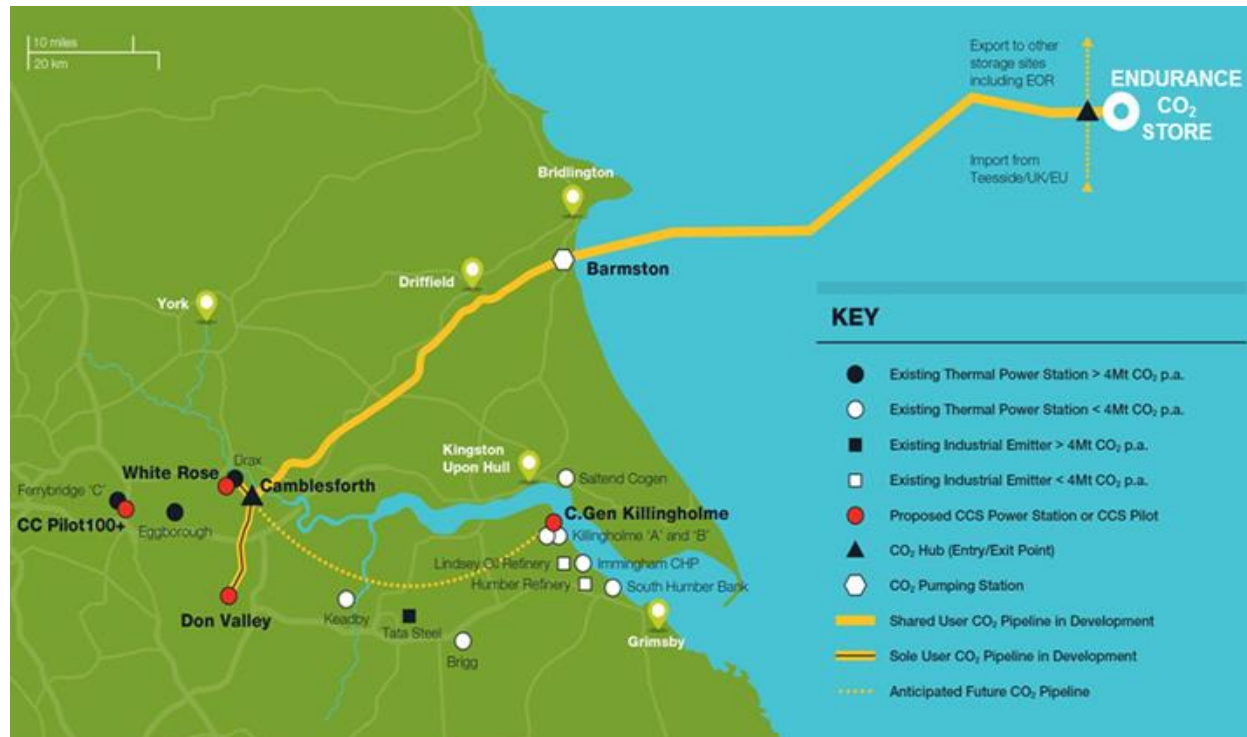 10 miles
20 km
Export to other
storage sites
including EOR
ENDURANCE
CO₂
STORE
Import from
Teesside/UK/EU
Bridlington
Barmston
Driffield
York
Kingston
Upon Hull
Saltend Cogen
Drax
White Rose
Camblesforth
Ferrybridge 'C'
CC Pilot100+
Eggborough
C.Gen Killingholme
Killingholme 'A' and 'B'
Lindsey Oil Refinery
Immingham CHP
Humber Refinery
South Humber Bank
Don Valley
Keadby
Tata Steel
Brigg
Grimsby
KEY
Existing Thermal Power Station > 4Mt CO₂ p.a.
Existing Thermal Power Station < 4Mt CO₂ p.a.
Existing Industrial Emitter > 4Mt CO₂ p.a.
Existing Industrial Emitter < 4Mt CO₂ p.a.
Proposed CCS Power Station or CCS Pilot
CO₂ Hub (Entry/Exit Point)
CO₂ Pumping Station
Shared User CO₂ Pipeline in Development
Sole User CO₂ Pipeline in Development
Anticipated Future CO₂ Pipeline